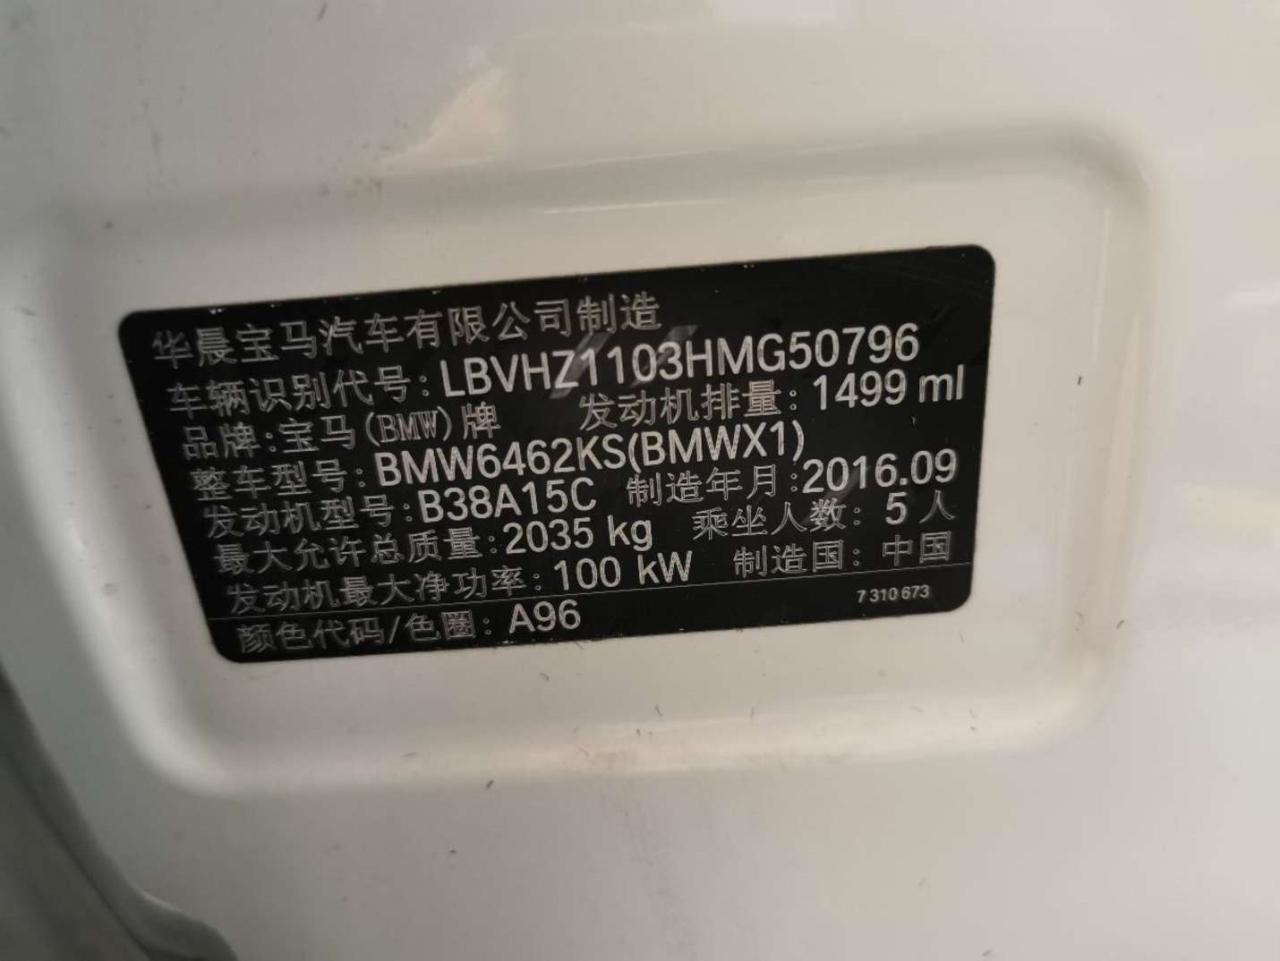 华晨宝马汽车有限公司制造
车辆识别代号: LBVHZ1103HMG50796
品牌:宝马(BMW)牌 发动机排量: 1499 ml
整车型号: BMW6462KS(BMWX1)
发动机型号: B38A15C 制造年月:2016.09
最大允许总质量: 2035 kg 乘坐人数: 5 人
发动机最大净功率: 100 kW 制造国: 中国
颜色代码/色圈: A96 7 310 673